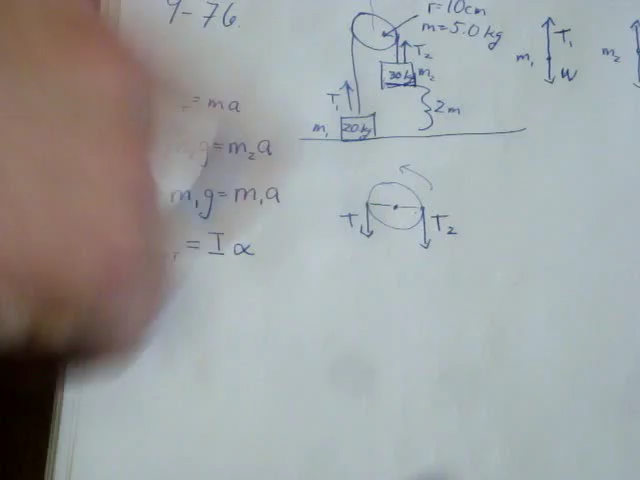 9-76.
r=10cm
m=5.0kg
T₂
30kg m₂
T₁
2m
m₁ 20kg
T₁
m₁
W
m₂
=ma
g=m₂a
m₁g=m₁a
=Iα
T T₂